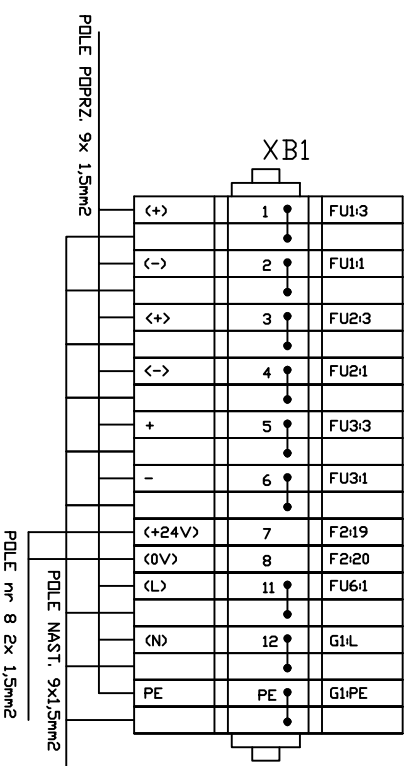 XB1
(+) 1 FU1:3
(-) 2 FU1:1
<+> 3 FU2:3
<-> 4 FU2:1
+ 5 FU3:3
- 6 FU3:1
(+24V) 7 F2:19
(0V) 8 F2:20
(L) 11 FU6:1
(N) 12 G1:L
PE PE G1:PE
POLE POPRZ. 9x 1,5mm2
POLE NAST. 9x1,5mm2
POLE nr 8 2x 1,5mm2